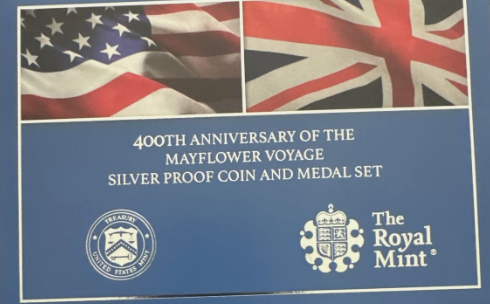 400TH ANNIVERSARY OF THE
MAYFLOWER VOYAGE
SILVER PROOF COIN AND MEDAL SET
TREASURY
UNITED STATES MINT
The
Royal
Mint®